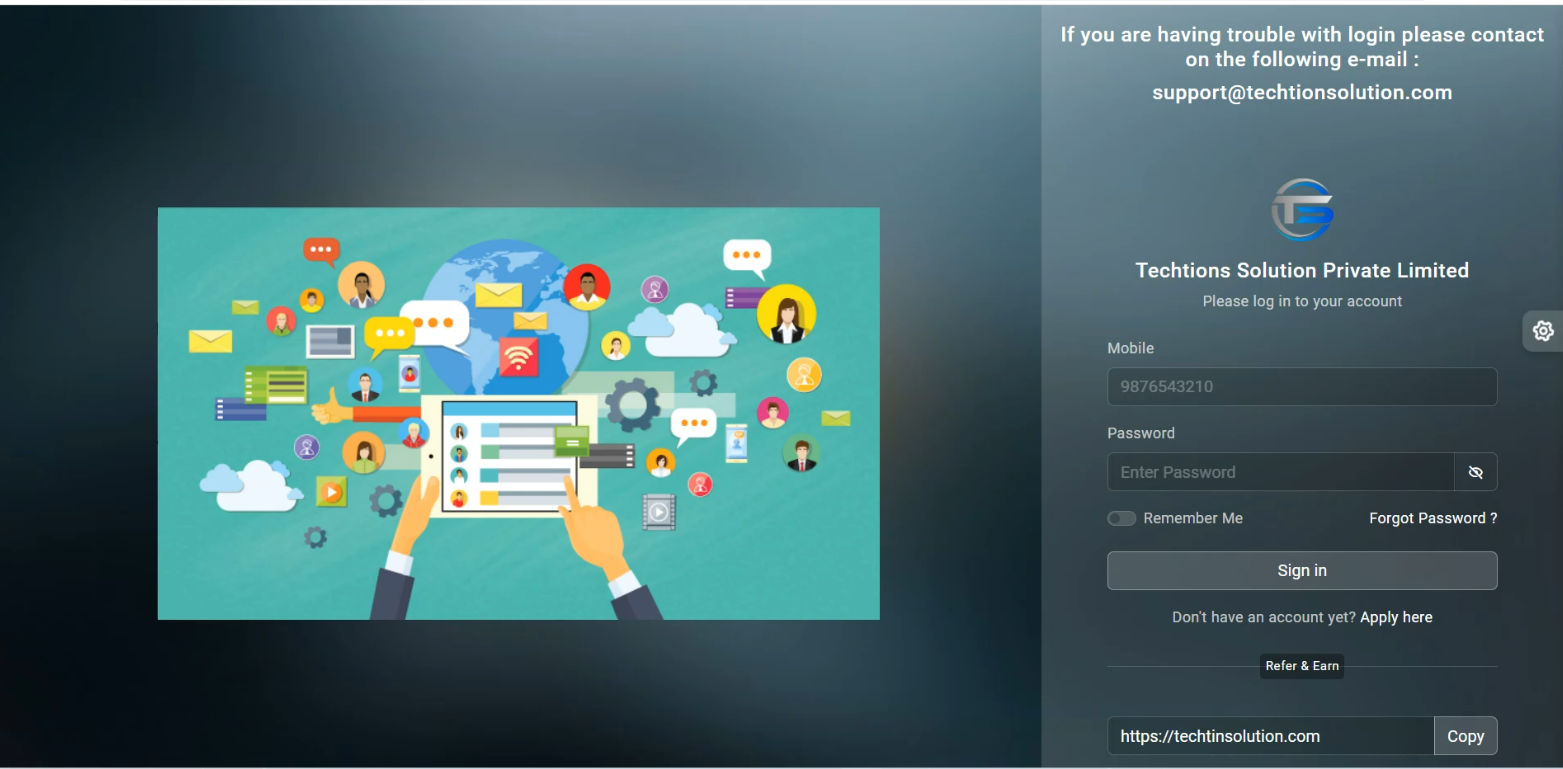 If you are having trouble with login please contact
on the following e-mail :
support@techtionsolution.com
TS
Techtions Solution Private Limited
Please log in to your account
Mobile
9876543210
Password
Enter Password
Remember Me
Forgot Password ?
Sign in
Don't have an account yet? Apply here
Refer & Earn
https://techtinsolution.com
Copy